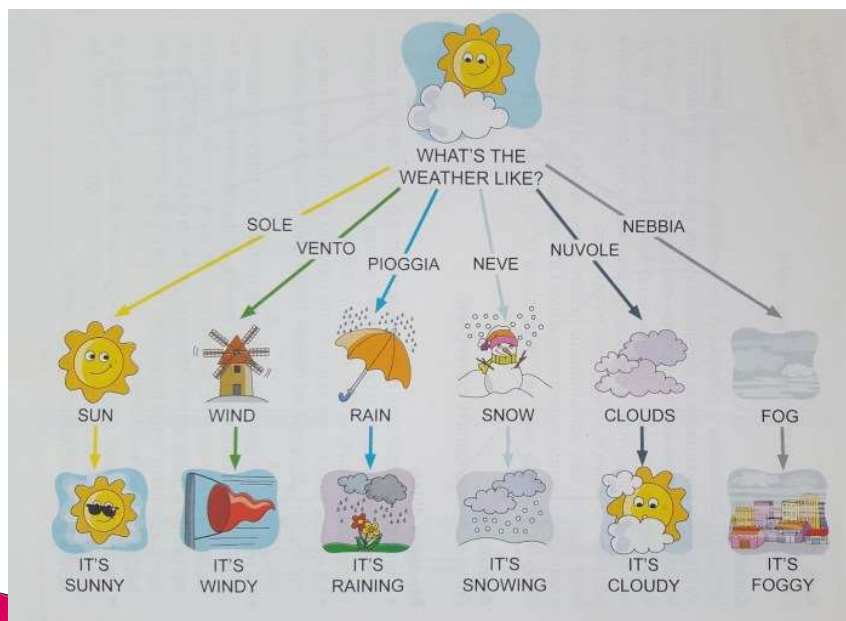 WHAT'S THE
WEATHER LIKE?
SOLE
VENTO
PIOGGIA
NEVE
NUVOLE
NEBBIA
SUN
WIND
RAIN
SNOW
CLOUDS
FOG
IT'S
SUNNY
IT'S
WINDY
IT'S
RAINING
IT'S
SNOWING
IT'S
CLOUDY
IT'S
FOGGY